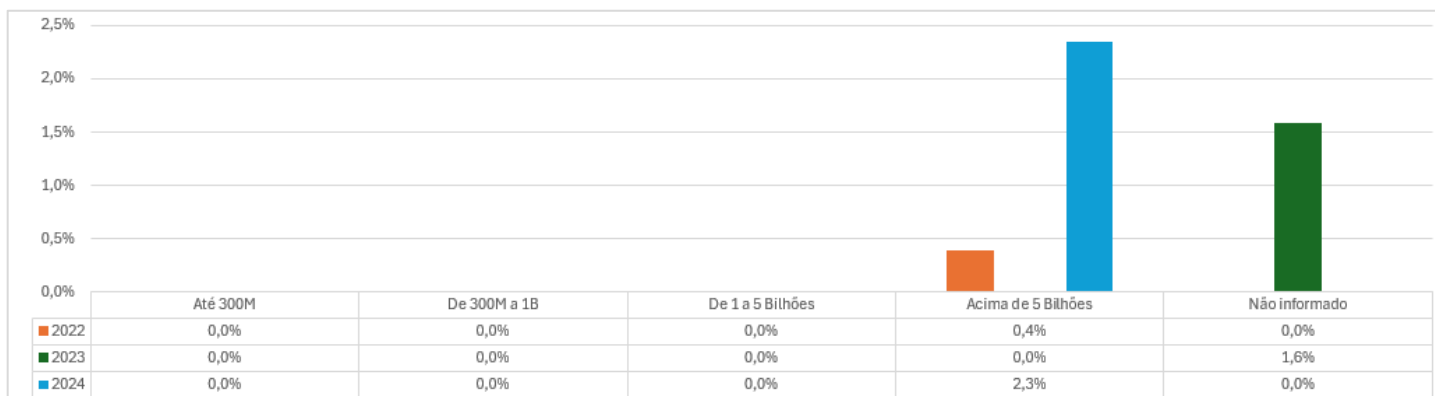 2,5%
2,0%
1,5%
1,0%
0,5%
0,0%
Até 300M De 300M a 1B De 1 a 5 Bilhões Acima de 5 Bilhões Não informado
2022 0,0% 0,0% 0,0% 0,4% 0,0%
2023 0,0% 0,0% 0,0% 0,0% 1,6%
2024 0,0% 0,0% 0,0% 2,3% 0,0%